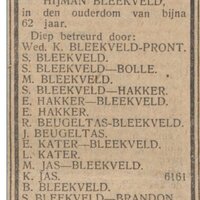 HIJMAN BLEEKVELD,
in den ouderdom van bijna
62 jaar.
Diep betreurd door:
Wed. K. BLEEKVELD-PRONT.
S. BLEEKVELD.
S. BLEEKVELD—BOLLE.
M. BLEEKVELD.
S. BLEEKVELD—HAKKER.
E. HAKKER—BLEEKVELD.
E. HAKKER.
R. BEUGELTAS-BLEEKVELD.
J. BEUGELTAS.
E. KATER—BLEEKVELD.
L. KATER.
M. JAS—BLEEKVELD.
K. JAS. 6161
B. BLEEKVELD.
S. BLEEKVELD—BRANDON.